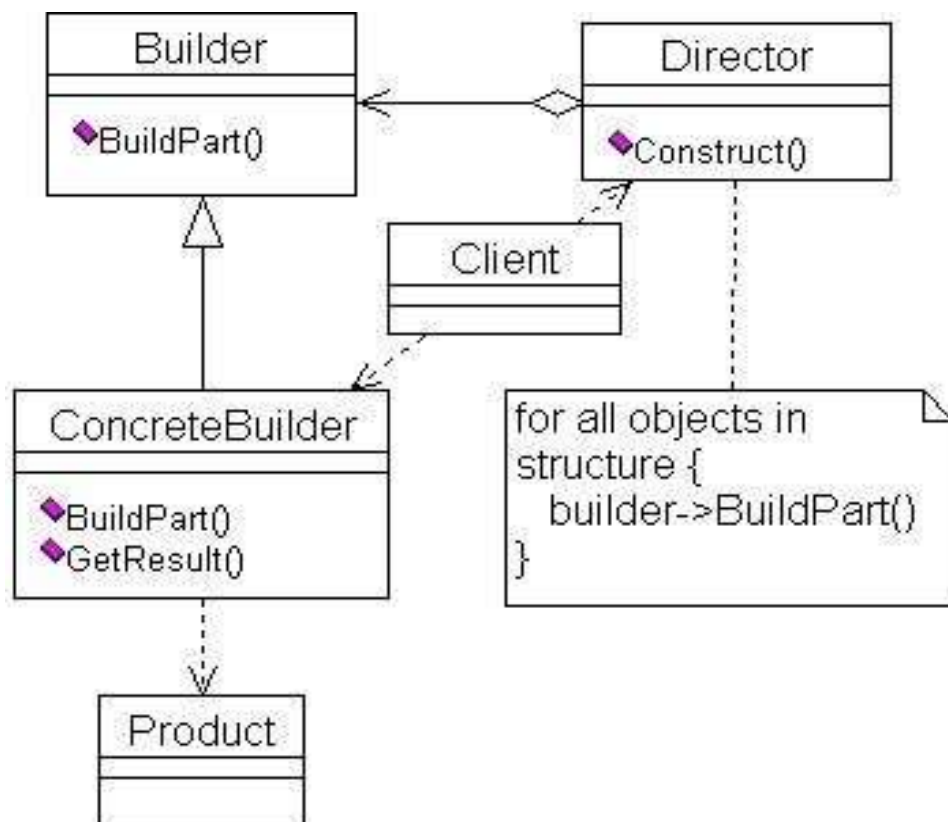 Builder
BuildPart()
Director
Construct()
Client
ConcreteBuilder
BuildPart()
GetResult()
for all objects in
structure {
builder->BuildPart()
}
Product